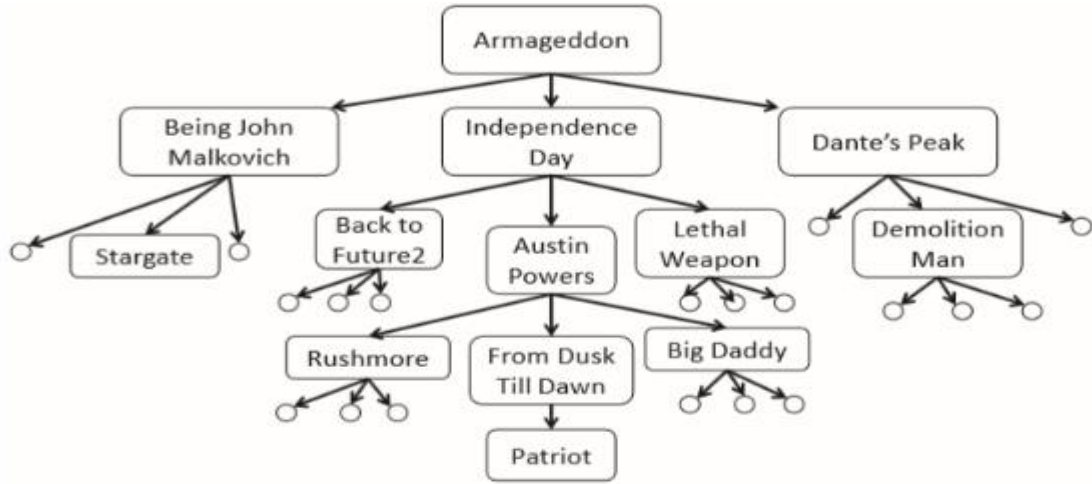 Armageddon
Being John
Malkovich
Independence
Day
Dante's Peak
Stargate
Back to
Future2
Austin
Powers
Lethal
Weapon
Demolition
Man
Rushmore
From Dusk
Till Dawn
Big Daddy
Patriot